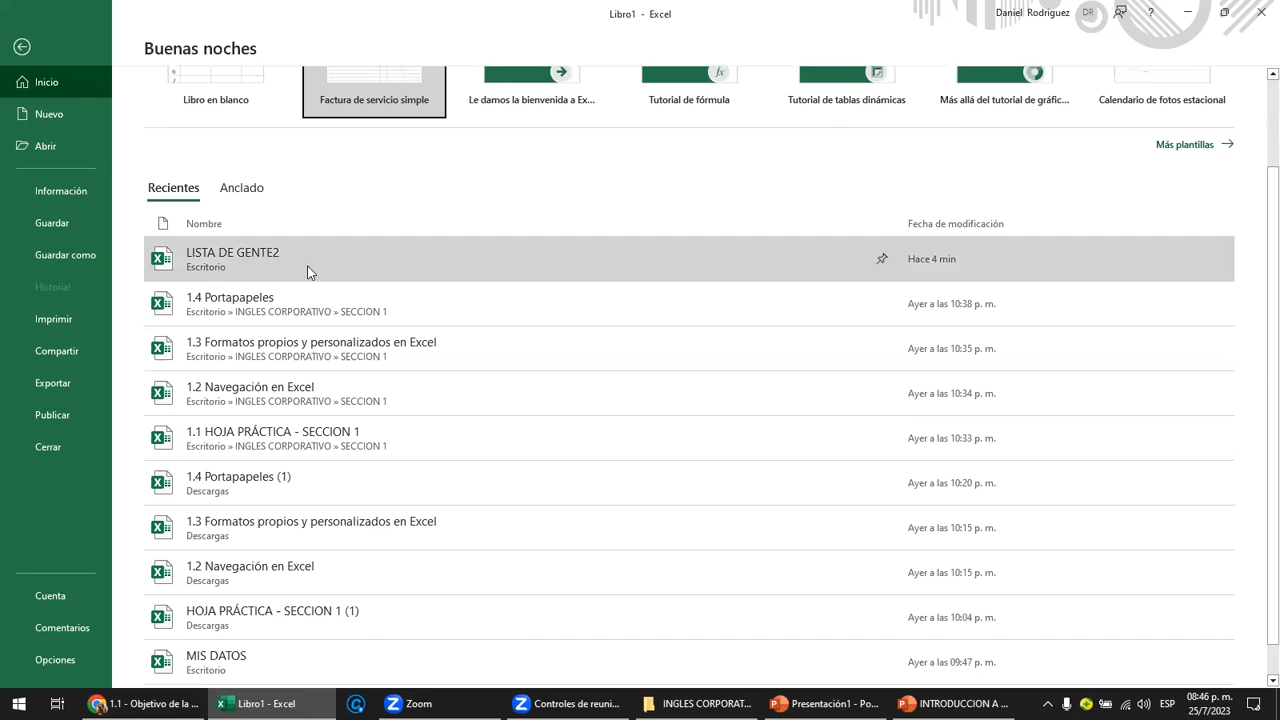 Libro1 - Excel
Daniel Rodriguez DR ?
Buenas noches
Inicio
Nuevo
Abrir
Información
Guardar
Guardar como
Historial
Imprimir
Compartir
Exportar
Publicar
Cerrar
Cuenta
Comentarios
Opciones
6
7
fx
Libro en blanco
Factura de servicio simple
Le damos la bienvenida a Ex...
Tutorial de fórmula
Tutorial de tablas dinámicas
Más allá del tutorial de gráfic...
Calendario de fotos estacional
Más plantillas
Recientes Anclado
Nombre Fecha de modificación
LISTA DE GENTE2
Escritorio
Hace 4 min
1.4 Portapapeles
Escritorio » INGLES CORPORATIVO » SECCION 1
Ayer a las 10:38 p. m.
1.3 Formatos propios y personalizados en Excel
Escritorio » INGLES CORPORATIVO » SECCION 1
Ayer a las 10:35 p. m.
1.2 Navegación en Excel
Escritorio » INGLES CORPORATIVO » SECCION 1
Ayer a las 10:34 p. m.
1.1 HOJA PRÁCTICA - SECCION 1
Escritorio » INGLES CORPORATIVO » SECCION 1
Ayer a las 10:33 p. m.
1.4 Portapapeles (1)
Descargas
Ayer a las 10:20 p. m.
1.3 Formatos propios y personalizados en Excel
Descargas
Ayer a las 10:15 p. m.
1.2 Navegación en Excel
Descargas
Ayer a las 10:15 p. m.
HOJA PRÁCTICA - SECCION 1 (1)
Descargas
Ayer a las 10:04 p. m.
MIS DATOS
Escritorio
Ayer a las 09:47 p. m.
1.1 - Objetivo de la ...
Libro1 - Excel
Zoom
Controles de reuni...
INGLES CORPORAT...
Presentación1 - Po...
INTRODUCCION A ...
ESP
08:46 p. m.
25/7/2023